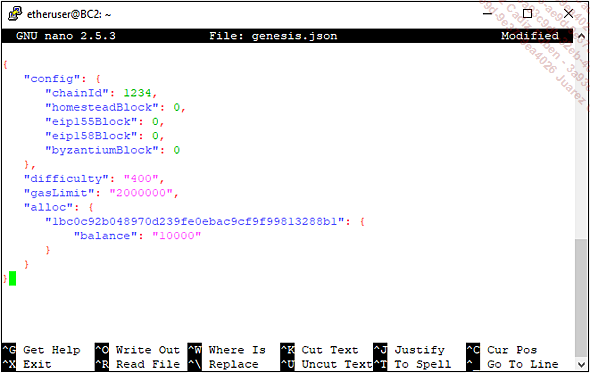 etheruser@BC2: ~
GNU nano 2.5.3 File: genesis.json Modified
{
"config": {
"chainId": 1234,
"homesteadBlock": 0,
"eip155Block": 0,
"eip158Block": 0,
"byzantiumBlock": 0
},
"difficulty": "400",
"gasLimit": "2000000",
"alloc": {
"1bc0c92b048970d239fe0ebac9cf9f99813288b1": {
"balance": "10000"
}
}
}
^G Get Help ^O Write Out ^W Where Is ^K Cut Text ^J Justify ^C Cur Pos
^X Exit ^R Read File ^\ Replace ^U Uncut Text ^T To Spell ^_ Go To Line